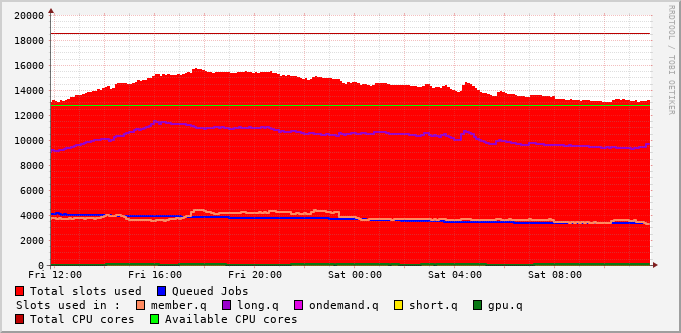 RRDTOOL / TOBI OETIKER
20000
18000
16000
14000
12000
10000
8000
6000
4000
2000
0
Fri 12:00 Fri 16:00 Fri 20:00 Sat 00:00 Sat 04:00 Sat 08:00
Total slots used Queued Jobs
Slots used in : member.q long.q ondemand.q short.q gpu.q
Total CPU cores Available CPU cores